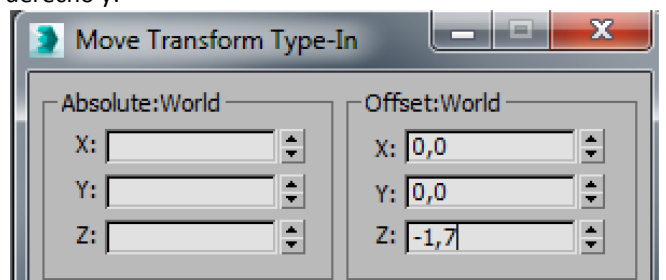 derecho y:
Move Transform Type-In
Absolute:World
X:
Y:
Z:
Offset:World
X: 0,0
Y: 0,0
Z: -1,7